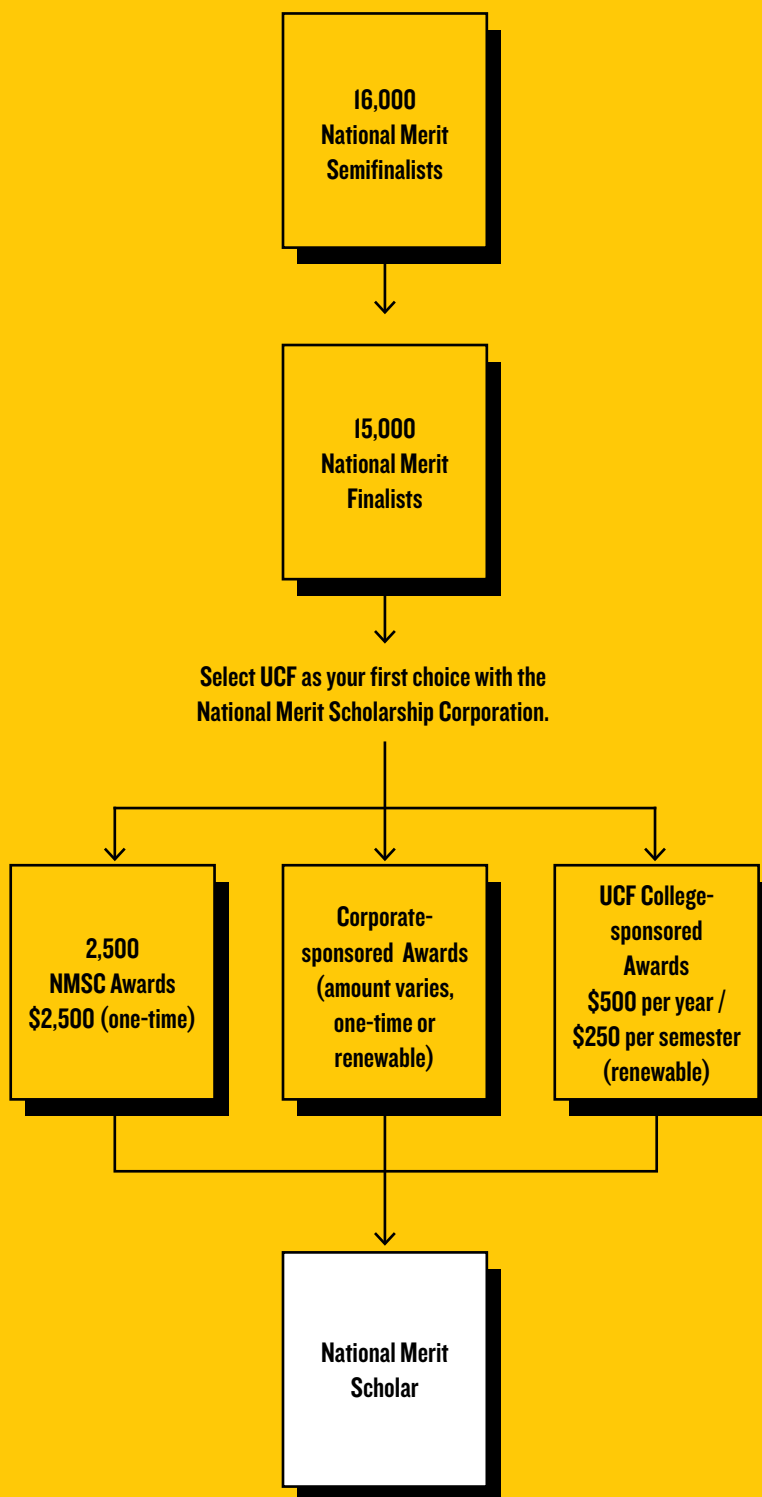 16,000
National Merit
Semifinalists
15,000
National Merit
Finalists
Select UCF as your first choice with the
National Merit Scholarship Corporation.
2,500
NMSC Awards
$2,500 (one-time)
Corporate-
sponsored Awards
(amount varies,
one-time or
renewable)
UCF College-
sponsored
Awards
$500 per year /
$250 per semester
(renewable)
National Merit
Scholar